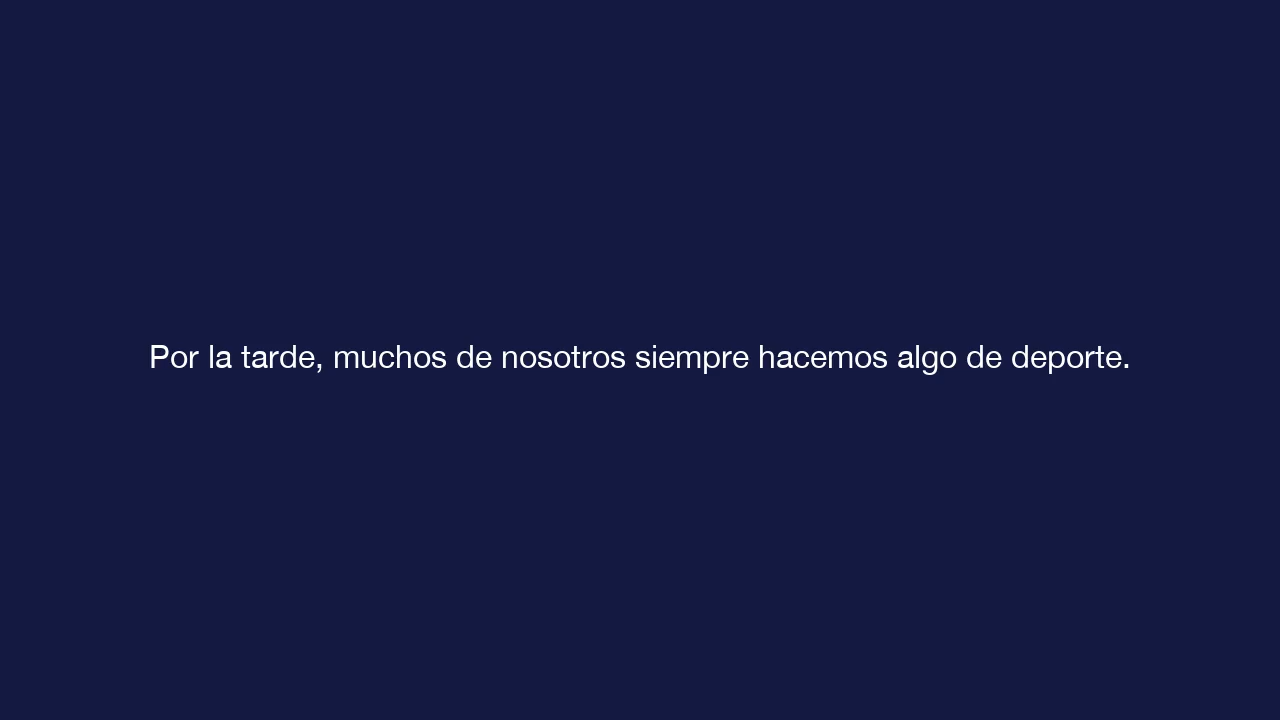 Por la tarde, muchos de nosotros siempre hacemos algo de deporte.